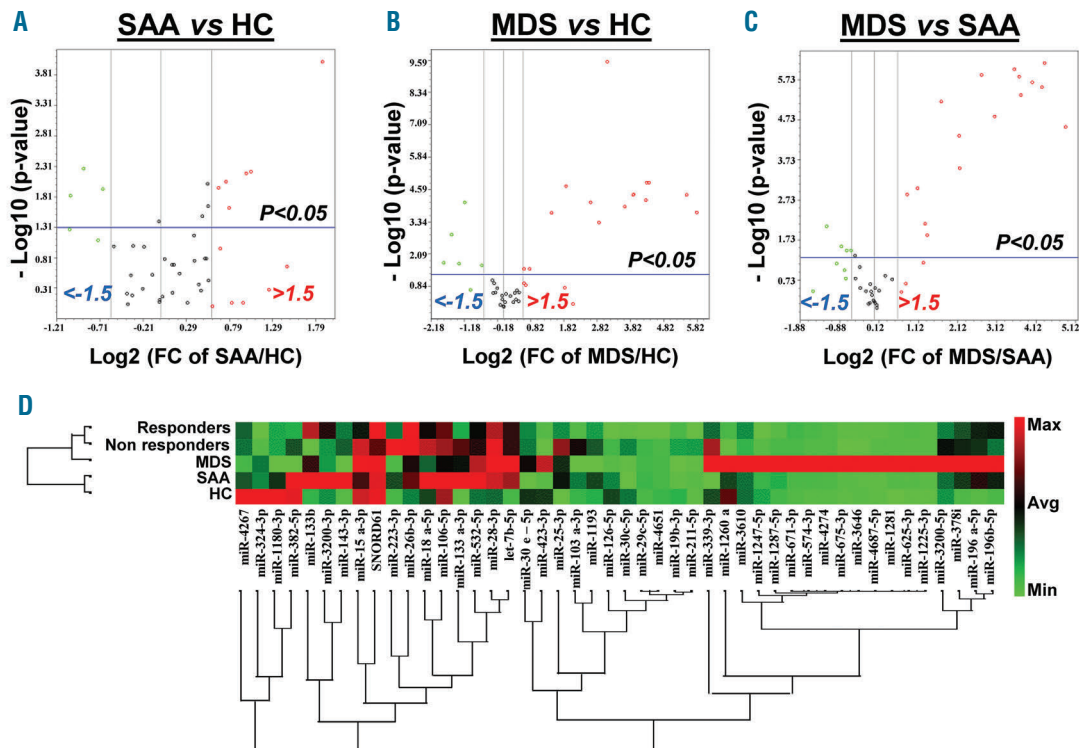 A
SAA vs HC
- Log10 (p-value)
3.81
3.31
2.81
2.31
1.81
1.31
0.81
0.31
P<0.05
<-1.5
>1.5
-1.21
-0.71
-0.21
0.29
0.79
1.29
1.79
Log2 (FC of SAA/HC)
B
MDS vs HC
- Log10 (p-value)
9.59
8.34
7.09
5.84
4.59
3.34
2.09
0.84
P<0.05
<-1.5
>1.5
-2.18
-1.18
-0.18
0.82
1.82
2.82
3.82
4.82
5.82
Log2 (FC of MDS/HC)
C
MDS vs SAA
- Log10 (p-value)
5.73
4.73
3.73
2.73
1.73
0.73
P<0.05
<-1.5
>1.5
-1.88
-0.88
0.12
1.12
2.12
3.12
4.12
5.12
Log2 (FC of MDS/SAA)
D
Responders
Non responders
MDS
SAA
HC
Max
Avg
Min
miR-4267
miR-3244-3p
miR-1180-3p
miR-382-5p
miR-133b
miR-3200-3p
miR-143-3p
miR-15 a-3p
SNORD61
miR-223-3p
miR-26b-3p
miR-18 a-5p
miR-106b-5p
miR-133 a-3p
miR-532-5p
miR-28-3p
let-7b-5p
miR-30 e – 5p
miR-423-3p
miR-25-3p
miR-103 a-3p
miR-1193
miR-126-5p
miR-30c-5p
miR-29c-5p
miR-4651
miR-19b-3p
miR-211-5p
miR-339-3p
miR-1260 a
miR-3610
miR-1247-5p
miR-1287-5p
miR-671-3p
miR-574-3p
miR-4274
miR-675-3p
miR-3646
miR-4687-5p
miR-1281
miR-625-3p
miR-1225-3p
miR-3200-5p
miR-378i
miR-196 a-5p
miR-196b-5p